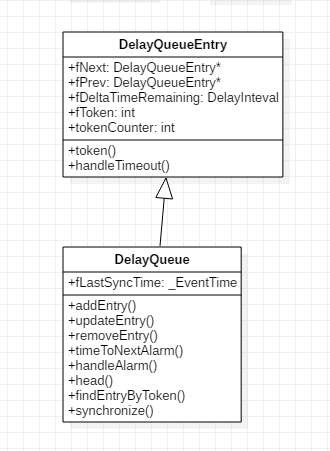 DelayQueueEntry
+fNext: DelayQueueEntry*
+fPrev: DelayQueueEntry*
+fDeltaTimeRemaining: DelayInteval
+fToken: int
+tokenCounter: int
+token()
+handleTimeout()
DelayQueue
+fLastSyncTime: _EventTime
+addEntry()
+updateEntry()
+removeEntry()
+timeToNextAlarm()
+handleAlarm()
+head()
+findEntryByToken()
+synchronize()